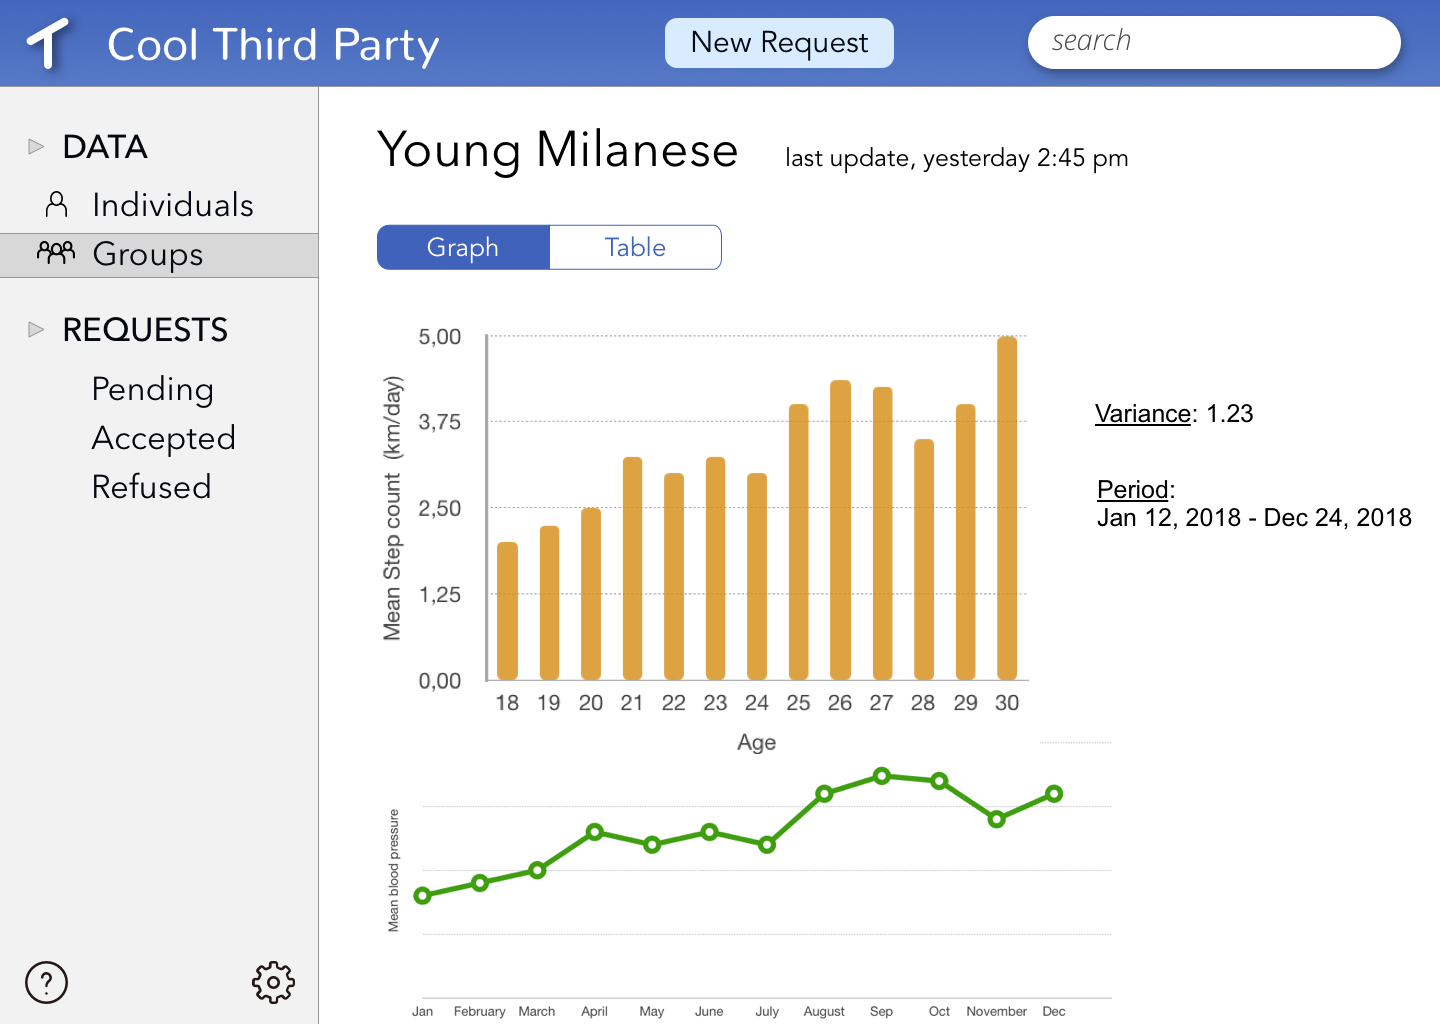 Cool Third Party
New Request
search
DATA
Individuals
Groups
REQUESTS
Pending
Accepted
Refused
?
Young Milanese
last update, yesterday 2:45 pm
Graph
Table
Mean Step count (km/day)
5,00
3,75
2,50
1,25
0,00
18 19 20 21 22 23 24 25 26 27 28 29 30
Age
Variance: 1.23
Period:
Jan 12, 2018 - Dec 24, 2018
Mean blood pressure
Jan February March April May June July August Sep Oct November Dec